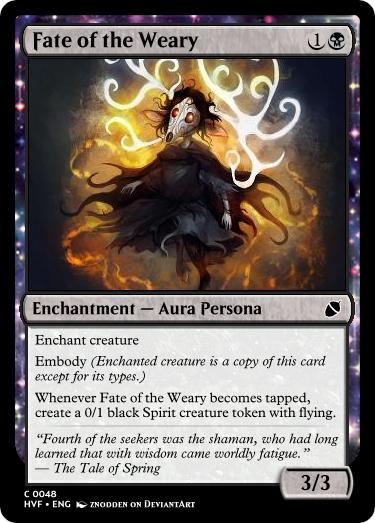 Fate of the Weary 1
Enchantment — Aura Persona
Enchant creature
Embody (Enchanted creature is a copy of this card
except for its types.)
Whenever Fate of the Weary becomes tapped,
create a 0/1 black Spirit creature token with flying.
“Fourth of the seekers was the shaman, who had long
learned that with wisdom came worldly fatigue.”
— The Tale of Spring
3/3
C 0048
HVF • ENG ZNODDEN ON DEVIANTART